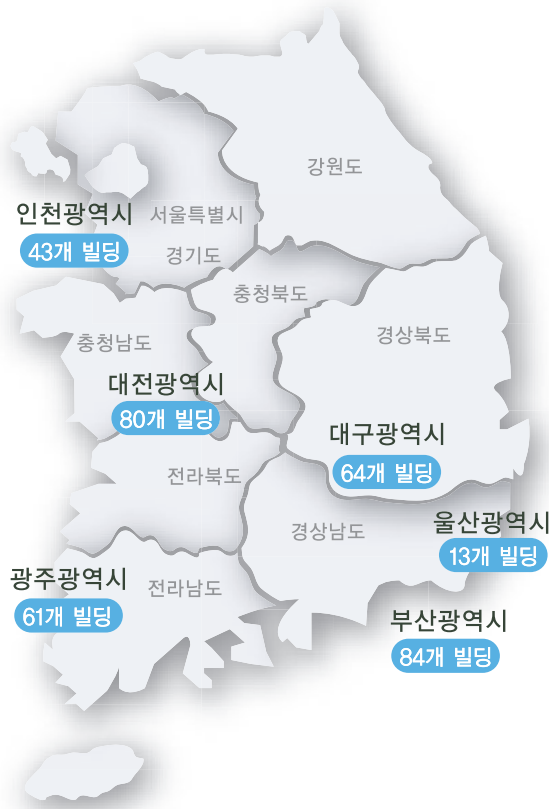 강원도
인천광역시
서울특별시
43개 빌딩
경기도
충청북도
충청남도
경상북도
대전광역시
80개 빌딩
대구광역시
64개 빌딩
전라북도
경상남도
울산광역시
13개 빌딩
광주광역시
전라남도
61개 빌딩
부산광역시
84개 빌딩